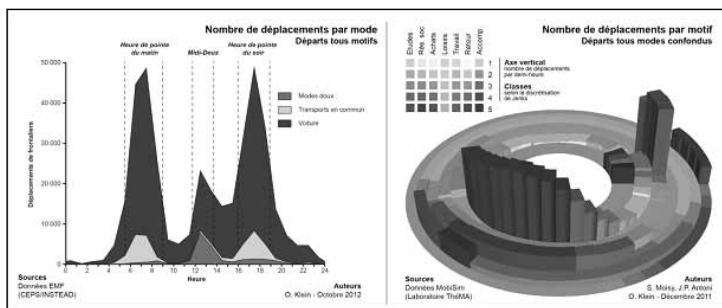 Nombre de déplacements par mode
Départs tous motifs
Heure de pointe
du matin
Midi-Deux
Heure de pointe
du soir
50 000
40 000
30 000
20 000
10 000
0
Déplacements de frontaliers
Modes doux
Transports en commun
Voiture
0 2 4 6 8 10 12 14 16 18 20 22 24
Heure
Sources
Données EMF
(CEPS/INSTEAD)
Auteurs
O. Klein - Octobre 2012
Nombre de déplacements par motif
Départs tous modes confondus
Etudes
Rés. soc
Achats
Loisirs
Travail
Retour
Accomp
1
2
3
4
5
Axe vertical
nombre de déplacements
par demi-heure
Classes
selon la discrétisation
de Jenks
Sources
Données MobiSim
(Laboratoire ThéMA)
Auteurs
S. Moisy, J.P. Antoni
O. Klein - Décembre 2011